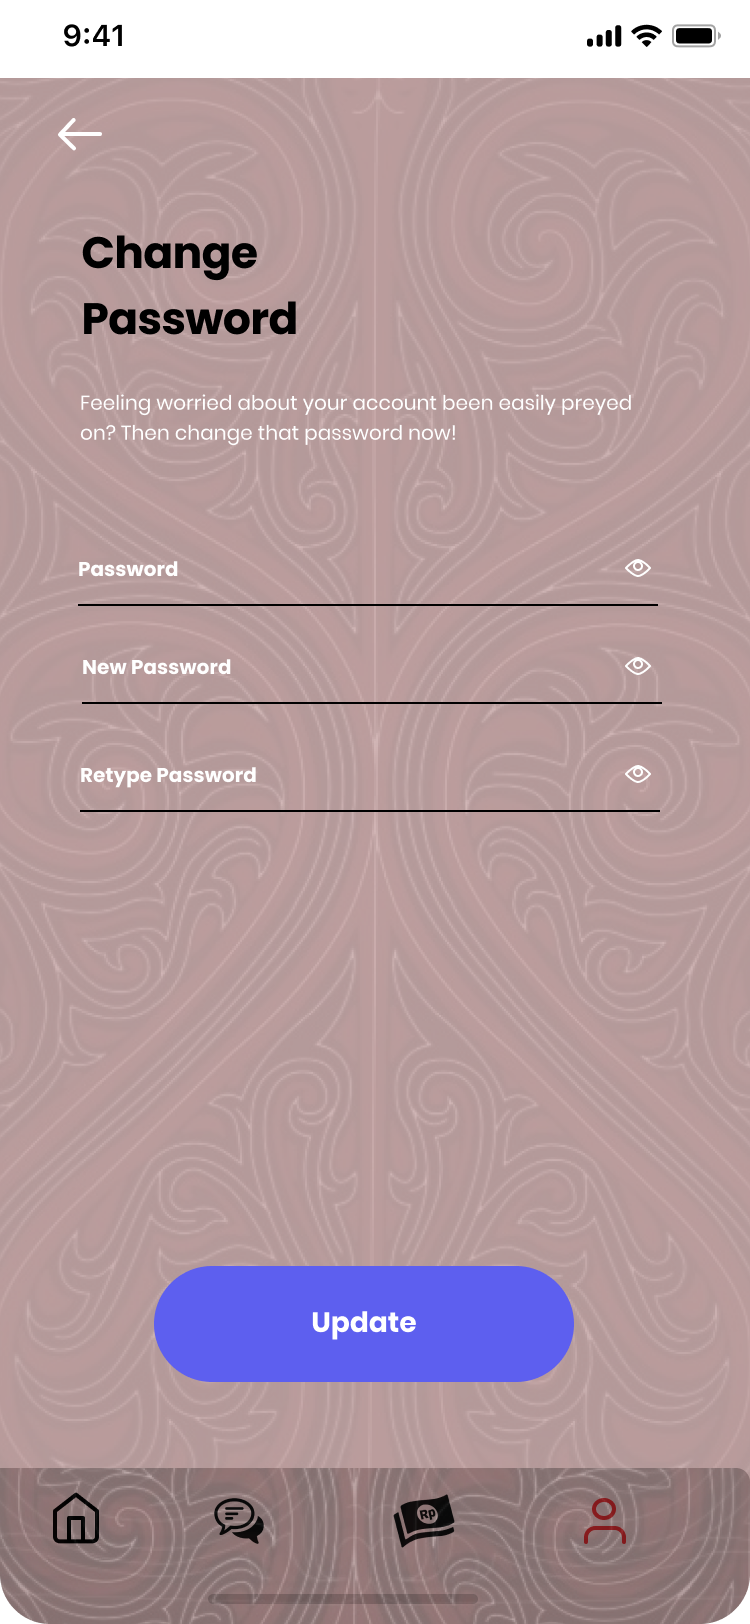 9:41
Change
Password
Feeling worried about your account been easily preyed
on? Then change that password now!
Password
New Password
Retype Password
Update
Rp